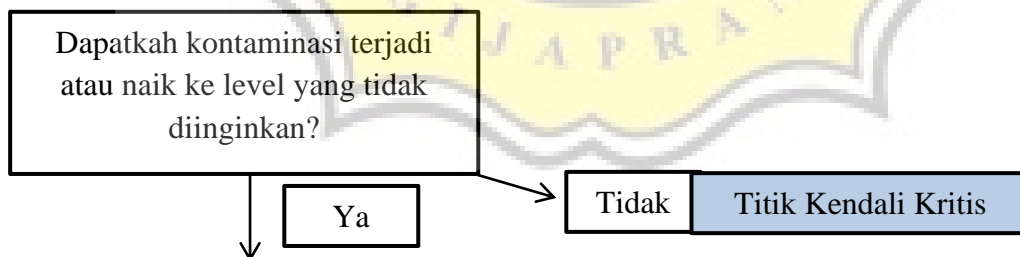 G I J A P R A
Dapatkah kontaminasi terjadi
atau naik ke level yang tidak
diinginkan?
Ya
Tidak
Titik Kendali Kritis